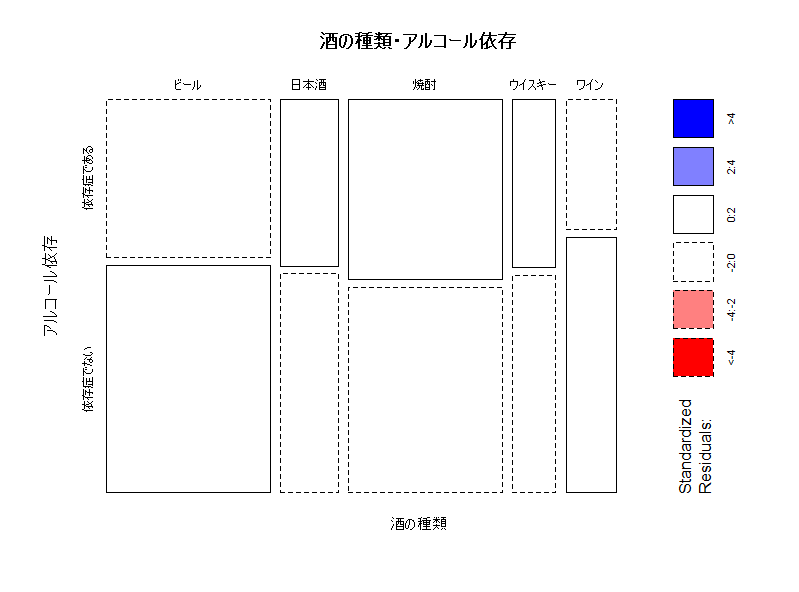 酒の種類・アルコール依存
ビール
日本酒
焼酎
ウイスキー
ワイン
依存症である
依存症でない
アルコール依存
酒の種類
>4
2:4
0:2
-2:0
-4:-2
<-4
Standardized
Residuals: